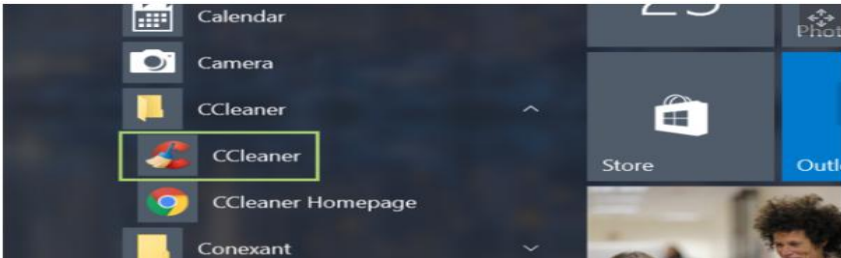 Calendar
Camera
CCleaner
CCleaner
CCleaner Homepage
Conexant
Store